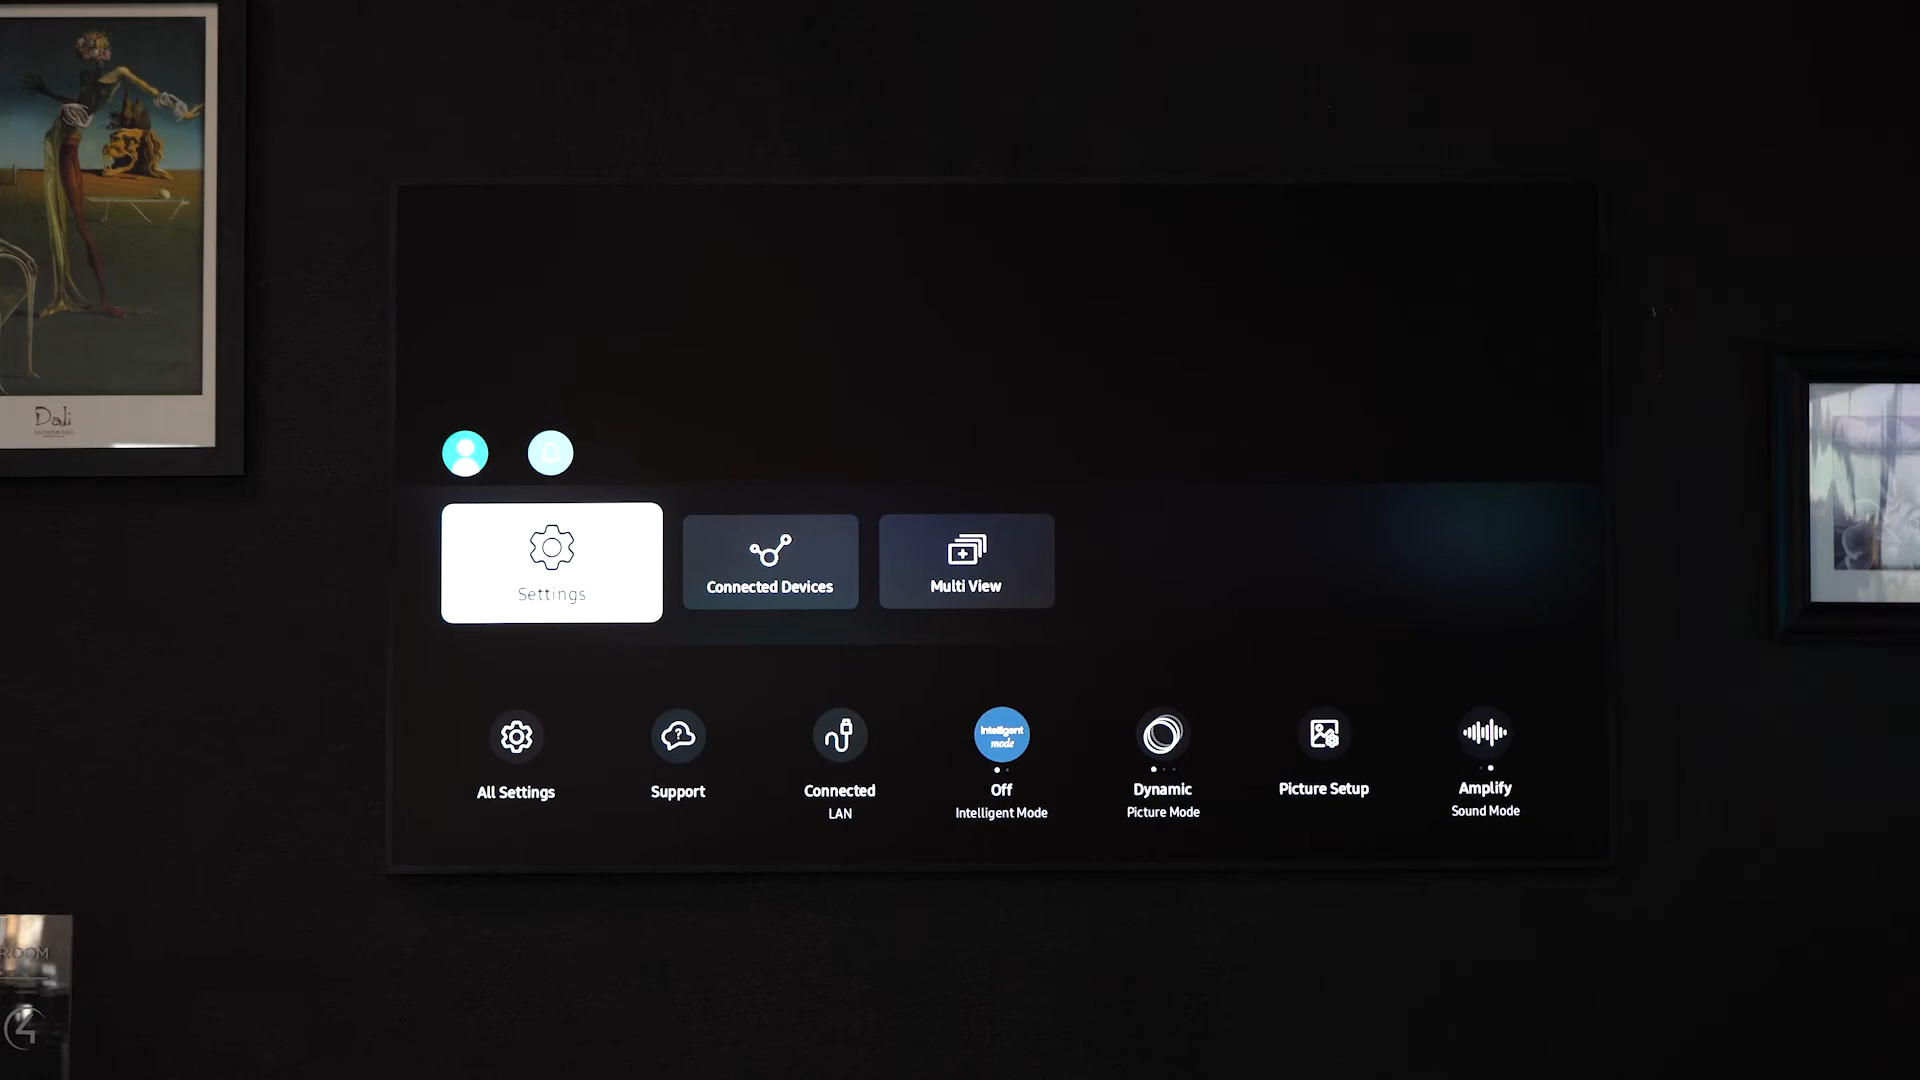 Dali
Settings
Connected Devices
Multi View
Intelligent
mode
All Settings
Support
Connected
LAN
Off
Intelligent Mode
Dynamic
Picture Mode
Picture Setup
Amplify
Sound Mode
ROOM
4